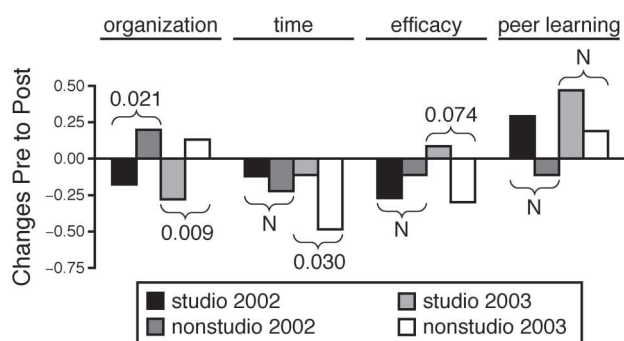 organization time efficacy peer learning
Changes Pre to Post
0.50
0.25
0.00
−0.25
−0.50
−0.75
0.021
0.009
N
0.030
N
0.074
N
N
studio 2002 studio 2003
nonstudio 2002 nonstudio 2003